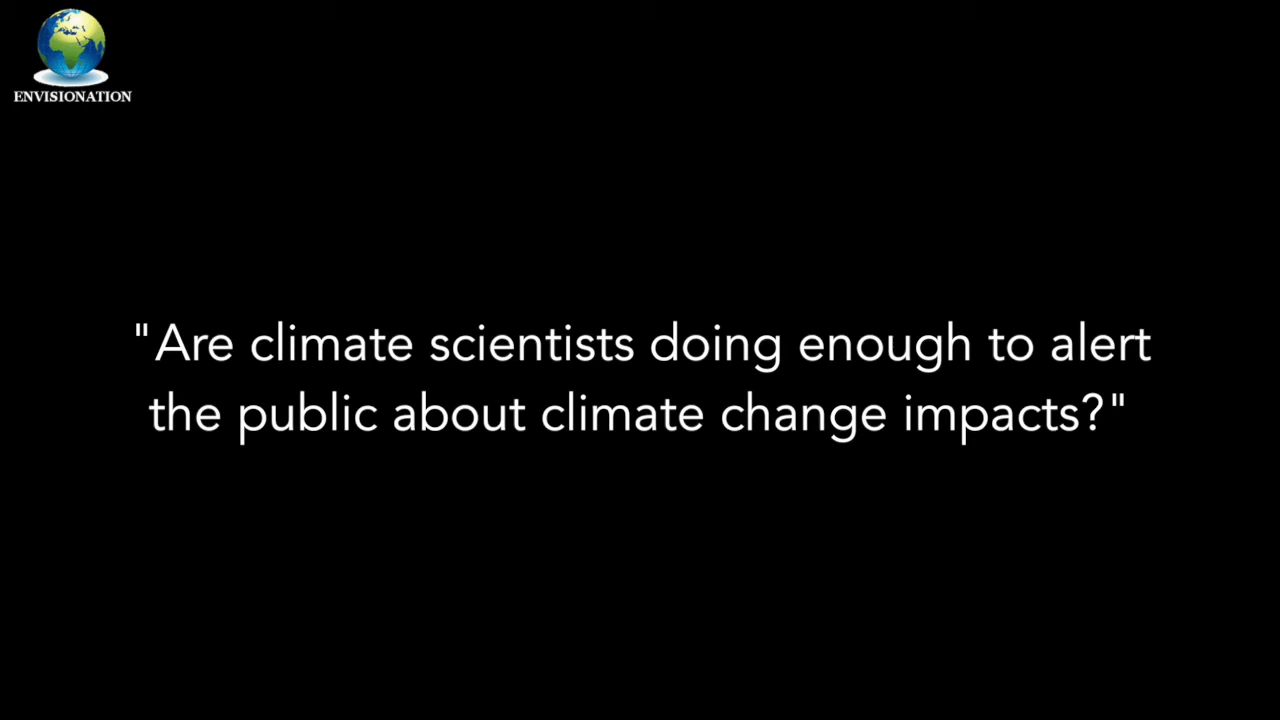 ENVISIONATION
"Are climate scientists doing enough to alert
the public about climate change impacts?"